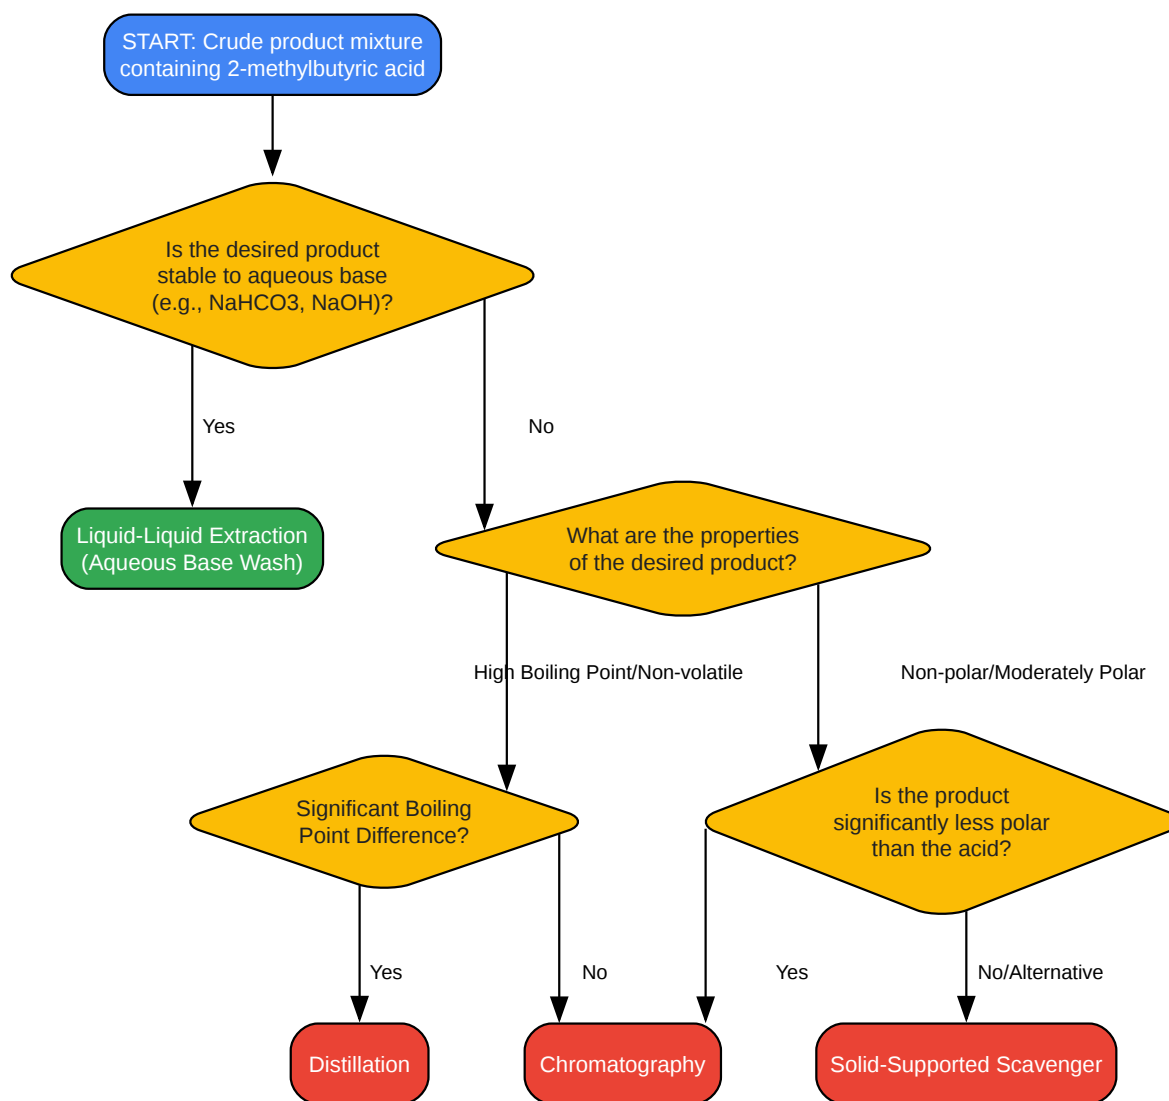 START: Crude product mixture
containing 2-methylbutyric acid
Is the desired product
stable to aqueous base
(e.g., NaHCO3, NaOH)?
Yes
No
Liquid-Liquid Extraction
(Aqueous Base Wash)
What are the properties
of the desired product?
High Boiling Point/Non-volatile
Non-polar/Moderately Polar
Significant Boiling
Point Difference?
Is the product
significantly less polar
than the acid?
Yes
No
Yes
No/Alternative
Distillation
Chromatography
Solid-Supported Scavenger